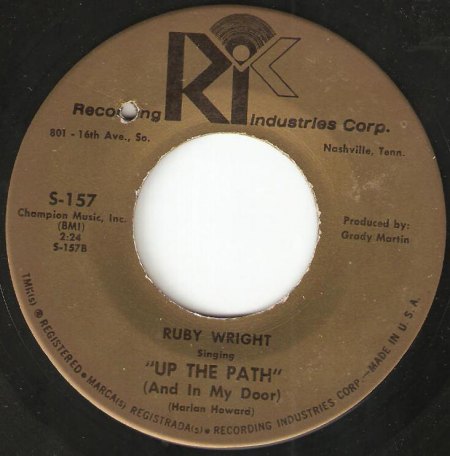 RIC
Recording Industries Corp.
801 - 16th Ave., So.
Nashville, Tenn.
S-157
Champion Music, Inc.
(BMI)
2:24
S-157B
Produced by:
Grady Martin
RUBY WRIGHT
Singing
"UP THE PATH"
(And In My Door)
(Harlan Howard)
TMK(s) ® REGISTERED • MARCA(S) REGISTRADA(s) ® RECORDING INDUSTRIES CORP.—MADE IN U.S.A.